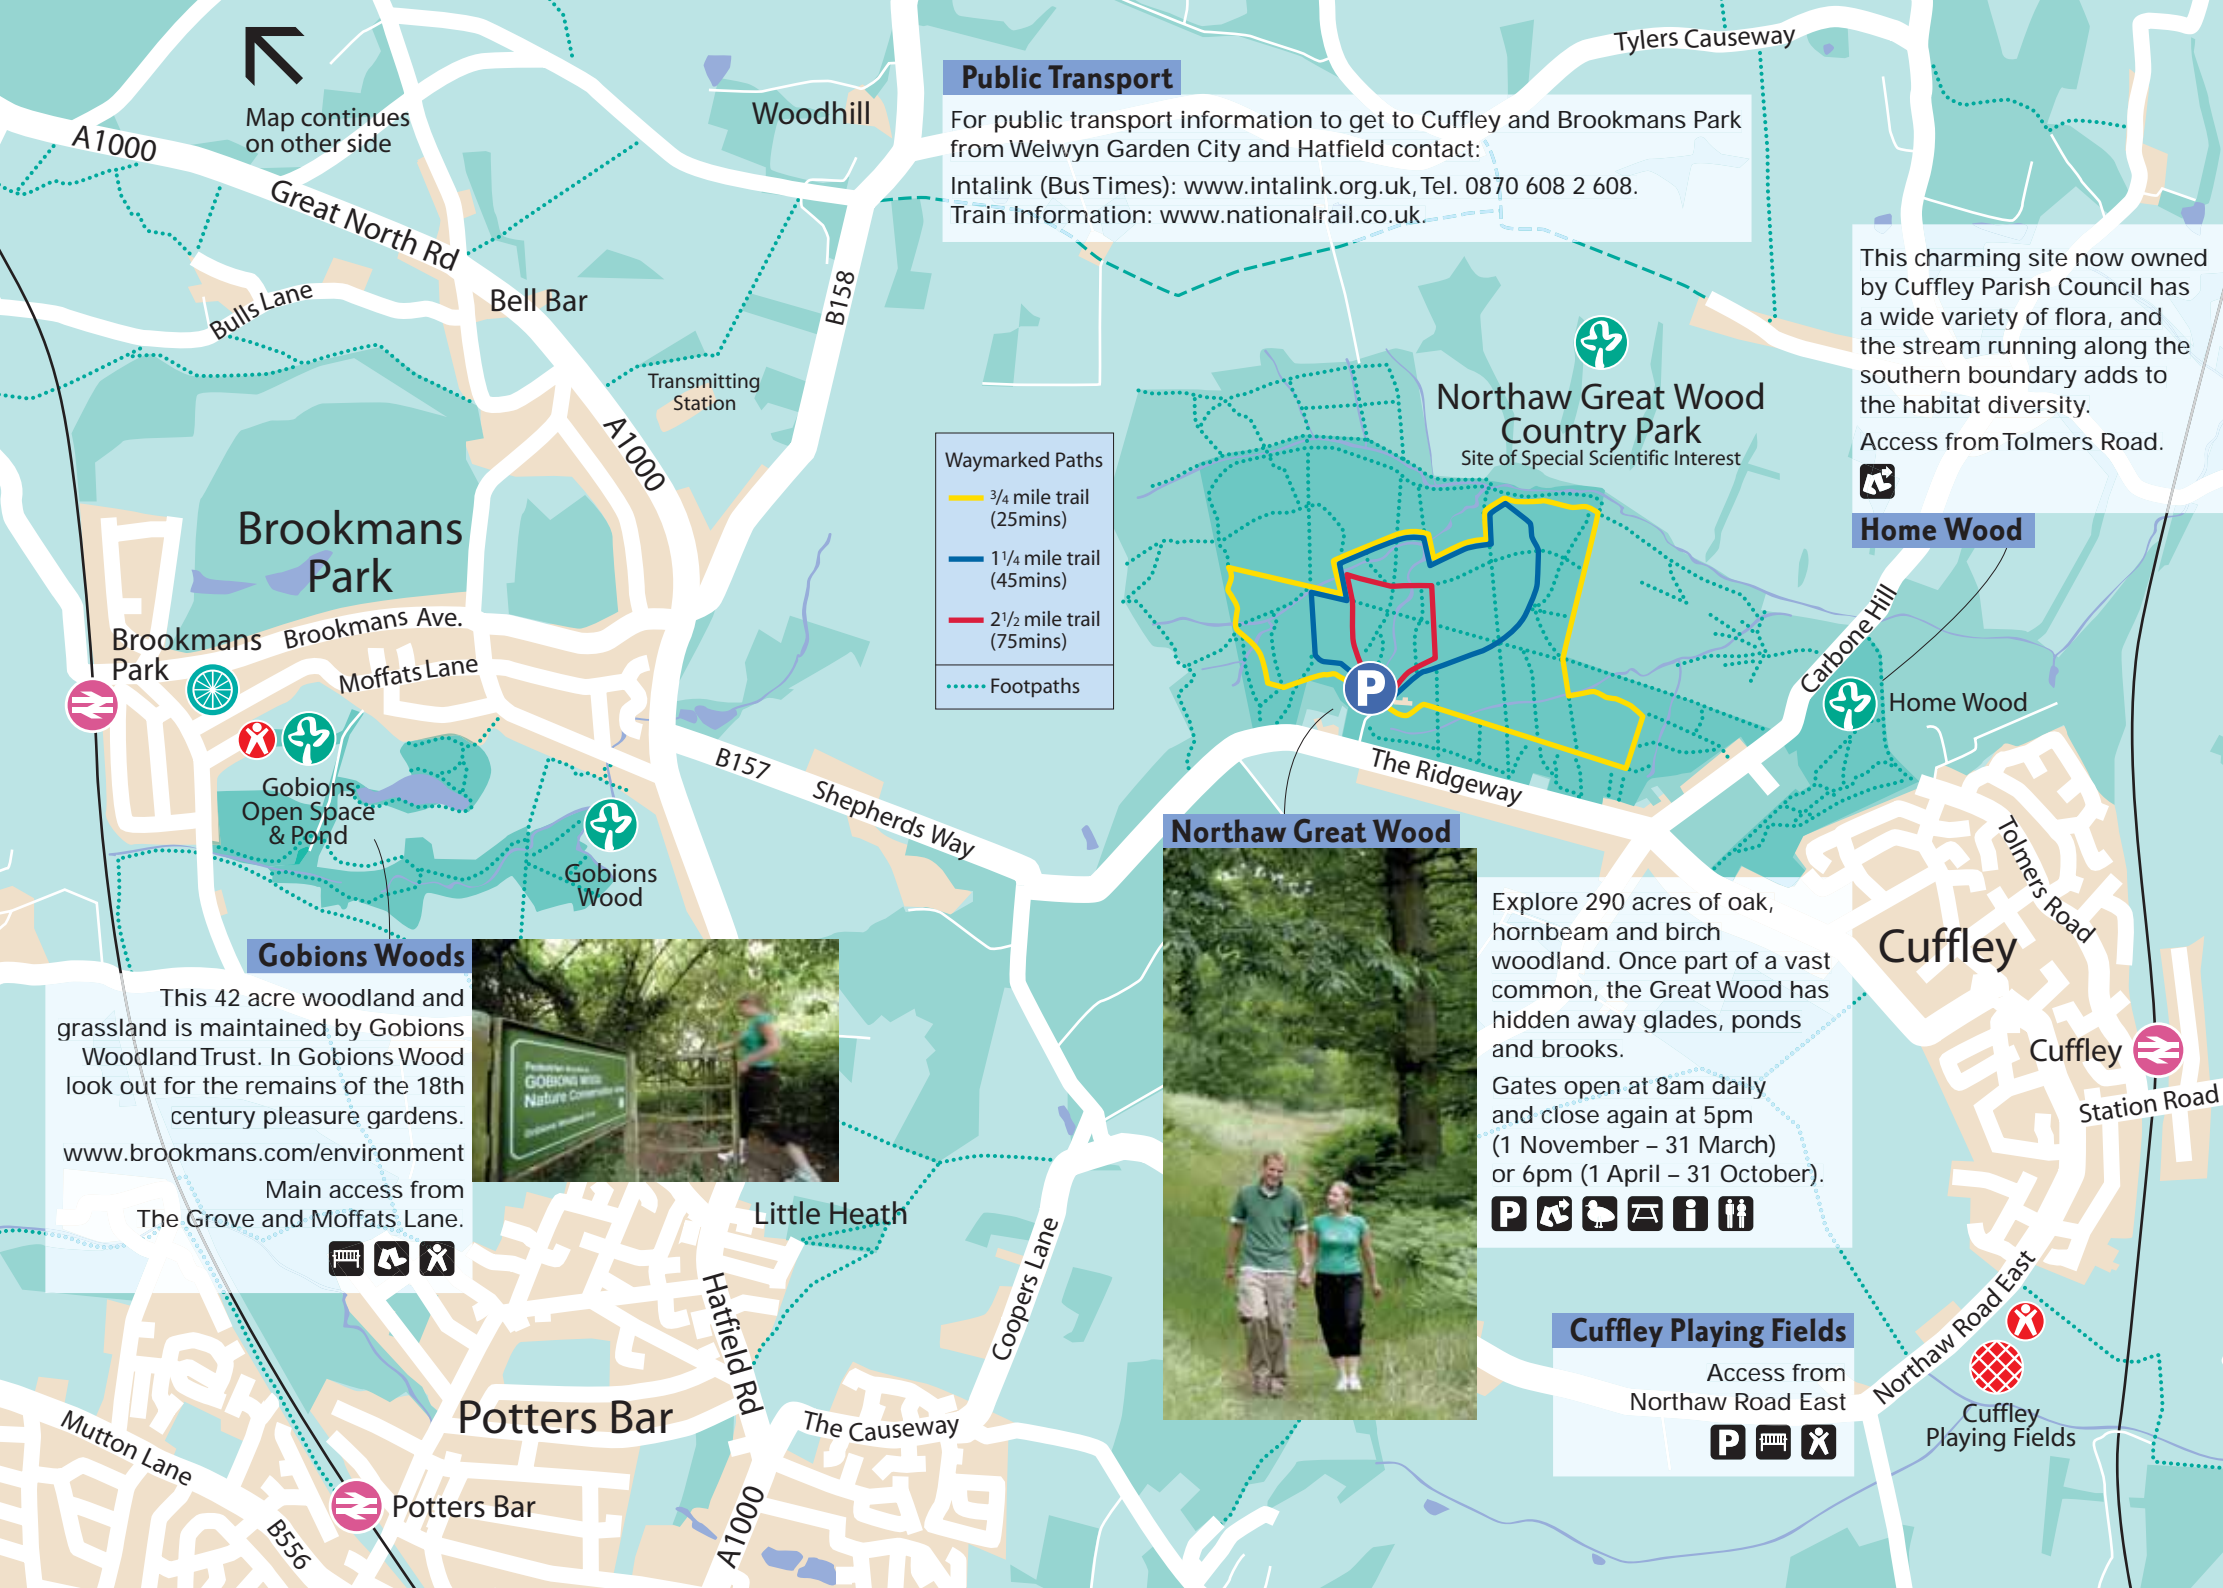 Map continues
on other side
A1000
Great North Rd
Bulls Lane
Bell Bar
Woodhill
B158
Transmitting
Station
A1000
Public Transport
For public transport information to get to Cuffley and Brookmans Park
from Welwyn Garden City and Hatfield contact:
Intalink (Bus Times): www.intalink.org.uk, Tel. 0870 608 2 608.
Train Information: www.nationalrail.co.uk.
Tylers Causeway
This charming site now owned
by Cuffley Parish Council has
a wide variety of flora, and
the stream running along the
southern boundary adds to
the habitat diversity.
Access from Tolmers Road.
Home Wood
Northaw Great Wood
Country Park
Site of Special Scientific Interest
Waymarked Paths
3/4 mile trail
(25mins)
1 1/4 mile trail
(45mins)
2 1/2 mile trail
(75mins)
Footpaths
Brookmans
Park
Brookmans
Park
Brookmans Ave.
Moffats Lane
Gobions
Open Space
& Pond
Gobions
Wood
B157
Shepherds Way
P
The Ridgeway
Carbone Hill
Home Wood
Tolmers Road
Cuffley
Cuffley
Station Road
Northaw Great Wood
Explore 290 acres of oak,
hornbeam and birch
woodland. Once part of a vast
common, the Great Wood has
hidden away glades, ponds
and brooks.
Gates open at 8am daily
and close again at 5pm
(1 November – 31 March)
or 6pm (1 April – 31 October).
P
i
Gobions Woods
This 42 acre woodland and
grassland is maintained by Gobions
Woodland Trust. In Gobions Wood
look out for the remains of the 18th
century pleasure gardens.
www.brookmans.com/environment
Main access from
The Grove and Moffats Lane.
GOBIONS WOOD
Nature
Little Heath
Hatfield Rd
Coopers Lane
Potters Bar
The Causeway
Mutton Lane
Potters Bar
B556
A1000
Cuffley Playing Fields
Access from
Northaw Road East
P
Northaw Road East
Cuffley
Playing Fields